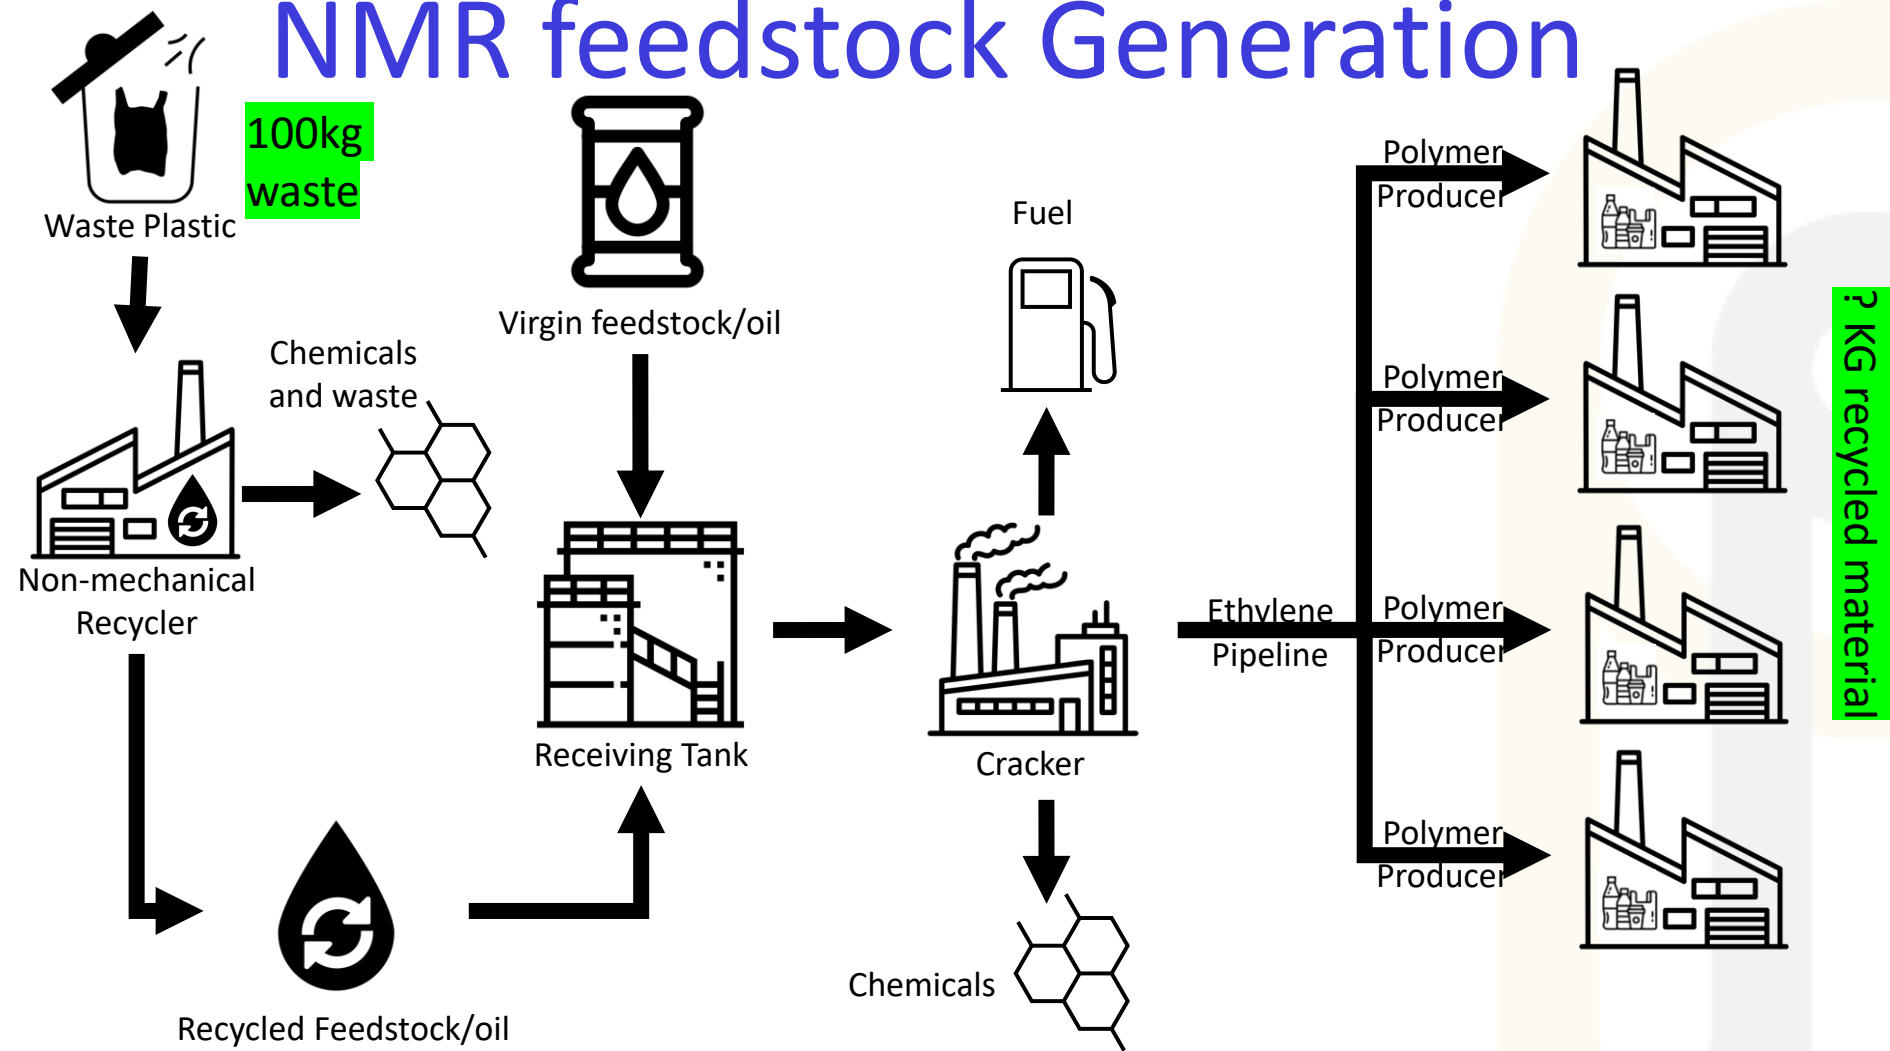 NMR feedstock Generation
100kg
waste
Waste Plastic
Virgin feedstock/oil
Fuel
Chemicals
and waste
Non-mechanical
Recycler
Receiving Tank
Cracker
Ethylene
Pipeline
Polymer
Producer
Polymer
Producer
Polymer
Producer
Polymer
Producer
? KG recycled material
Chemicals
Recycled Feedstock/oil